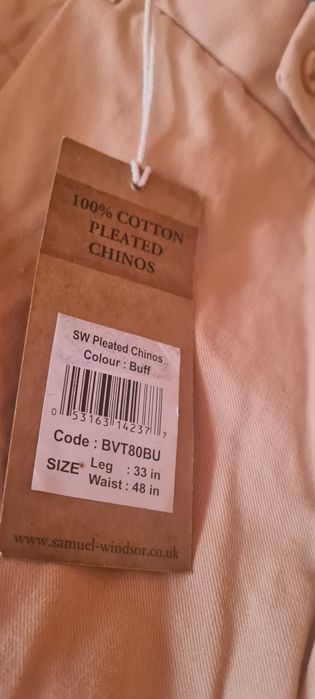 100% COTTON
PLEATED
CHINOS
SW Pleated Chinos
Colour : Buff
0 53163 14237 7
Code : BVT80BU
SIZE Leg : 33 in
Waist : 48 in
www.samuel-windsor.co.uk